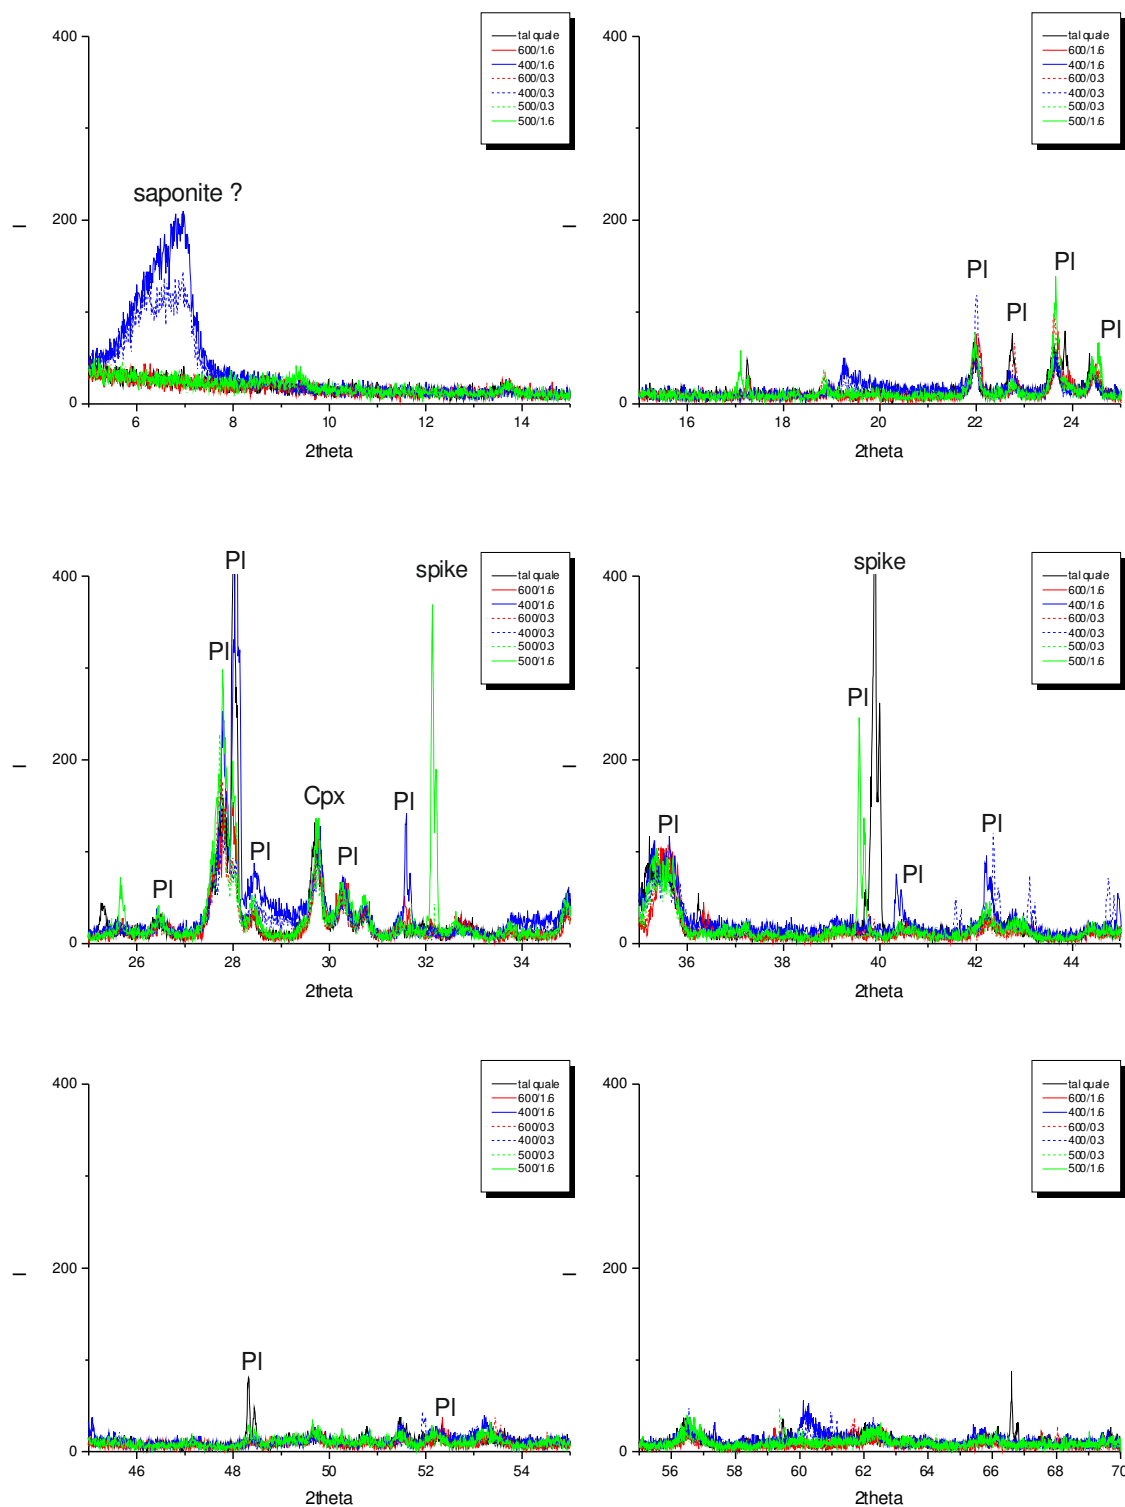 400
200
0
6 8 10 12 14
I
2theta
saponite ?
tal quale
600/1.6
400/1.6
600/0.3
400/0.3
500/0.3
500/1.6
400
200
0
16 18 20 22 24
I
2theta
Pl
Pl
Pl
Pl
tal quale
600/1.6
400/1.6
600/0.3
400/0.3
500/0.3
500/1.6
400
200
0
26 28 30 32 34
I
2theta
Pl
Pl
Pl
Pl
Cpx
Pl
Pl
spike
tal quale
600/1.6
400/1.6
600/0.3
400/0.3
500/0.3
500/1.6
400
200
0
36 38 40 42 44
I
2theta
Pl
Pl
spike
Pl
Pl
tal quale
600/1.6
400/1.6
600/0.3
400/0.3
500/0.3
500/1.6
400
200
0
46 48 50 52 54
I
2theta
Pl
Pl
tal quale
600/1.6
400/1.6
600/0.3
400/0.3
500/0.3
500/1.6
400
200
0
56 58 60 62 64 66 68 70
I
2theta
tal quale
600/1.6
400/1.6
600/0.3
400/0.3
500/0.3
500/1.6